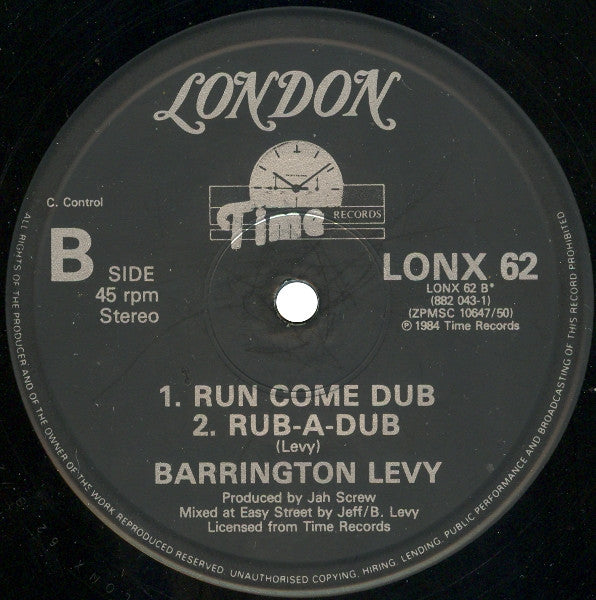 LONDON
Time RECORDS
C. Control
B SIDE
45 rpm
Stereo
LONX 62
LONX 62 B*
(882 043-1)
(ZPMSC 10647/50)
℗ 1984 Time Records
1. RUN COME DUB
2. RUB-A-DUB
(Levy)
BARRINGTON LEVY
Produced by Jah Screw
Mixed at Easy Street by Jeff/B. Levy
Licensed from Time Records
ALL RIGHTS OF THE PRODUCER AND OF THE OWNER OF THE WORK REPRODUCED RESERVED. UNAUTHORISED COPYING, HIRING, LENDING, PUBLIC PERFORMANCE AND BROADCASTING OF THIS RECORD PROHIBITED